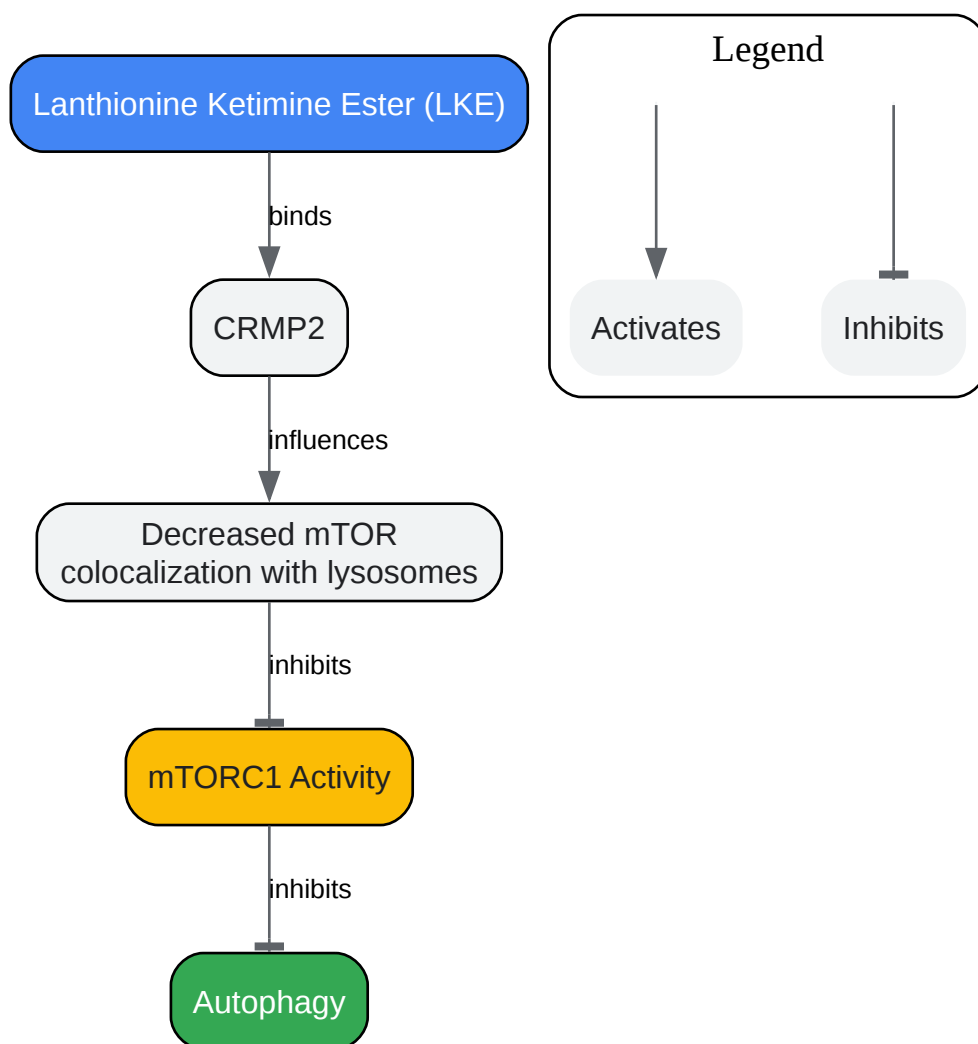 Lanthionine Ketimine Ester (LKE)
binds
CRMP2
influences
Decreased mTOR
colocalization with lysosomes
inhibits
mTORC1 Activity
inhibits
Autophagy
Legend
Activates
Inhibits